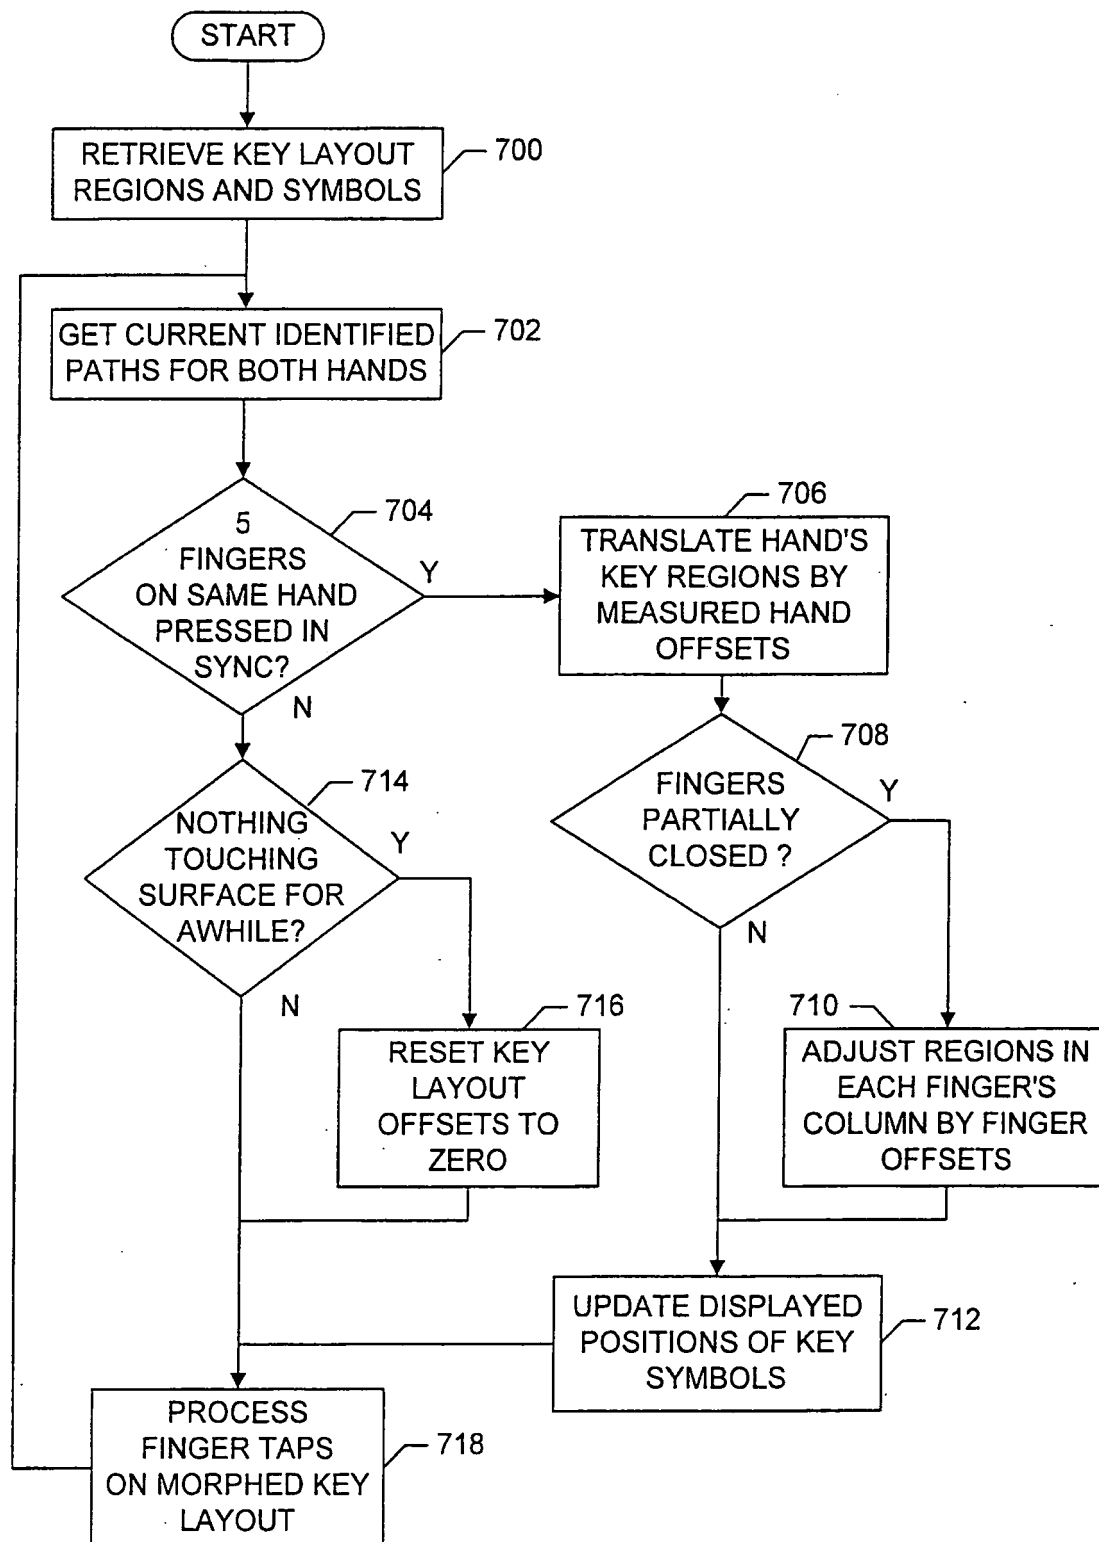 START
RETRIEVE KEY LAYOUT
REGIONS AND SYMBOLS
700
GET CURRENT IDENTIFIED
PATHS FOR BOTH HANDS
702
5
FINGERS
ON SAME HAND
PRESSED IN
SYNC?
704
Y
N
706
TRANSLATE HAND'S
KEY REGIONS BY
MEASURED HAND
OFFSETS
708
FINGERS
PARTIALLY
CLOSED ?
Y
N
714
NOTHING
TOUCHING
SURFACE FOR
AWHILE?
Y
N
716
RESET KEY
LAYOUT
OFFSETS TO
ZERO
710
ADJUST REGIONS IN
EACH FINGER'S
COLUMN BY FINGER
OFFSETS
UPDATE DISPLAYED
POSITIONS OF KEY
SYMBOLS
712
PROCESS
FINGER TAPS
ON MORPHED KEY
LAYOUT
718